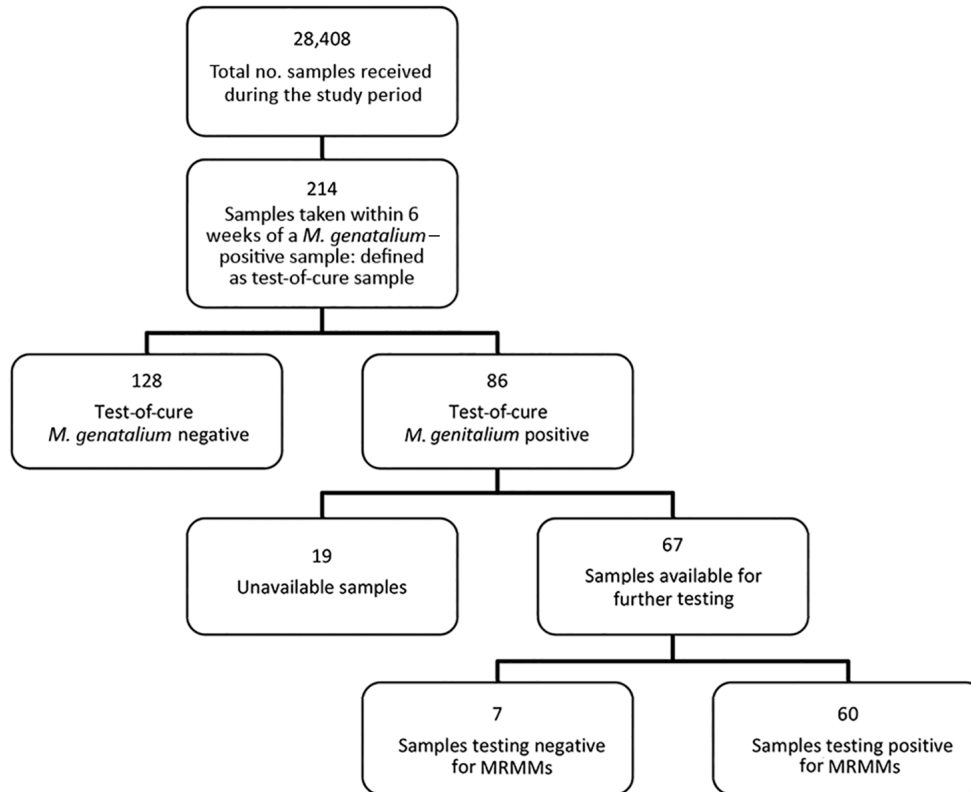 28,408
Total no. samples received
during the study period
214
Samples taken within 6
weeks of a M. genatalium–
positive sample: defined
as test-of-cure sample
128
Test-of-cure
M. genatalium negative
86
Test-of-cure
M. genitalium positive
19
Unavailable samples
67
Samples available for
further testing
7
Samples testing negative
for MRMMs
60
Samples testing positive
for MRMMs